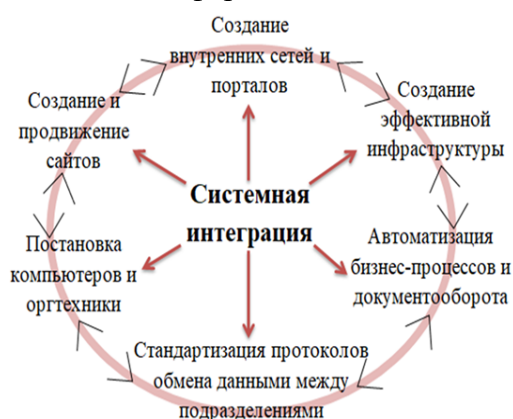 Создание
внутренних сетей и
порталов
Создание
эффективной
инфраструктуры
Создание и
продвижение
сайтов
Системная
интеграция
Постановка
компьютеров и
оргтехники
Автоматизация
бизнес-процессов и
документооборота
Стандартизация протоколов
обмена данными между
подразделениями